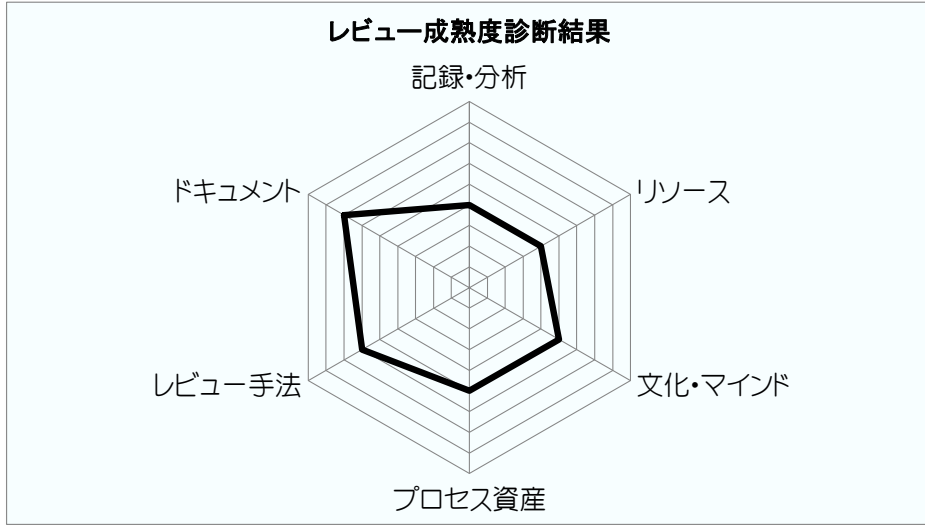 レビュー成熟度診断結果
記録・分析
ドキュメント
リソース
レビュー手法
文化・マインド
プロセス資産